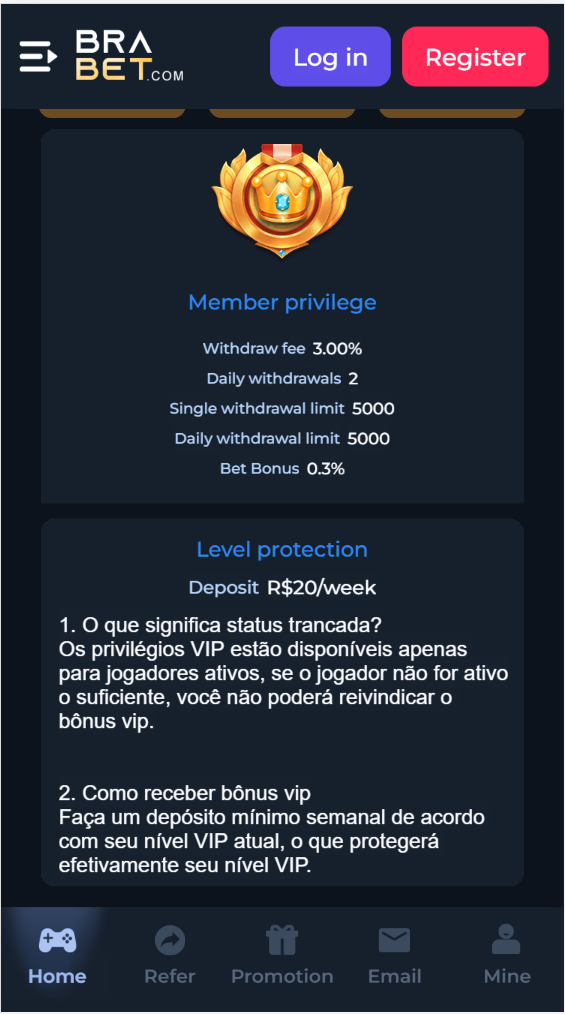 BRA
BET.COM
Log in
Register
Member privilege
Withdraw fee 3.00%
Daily withdrawals 2
Single withdrawal limit 5000
Daily withdrawal limit 5000
Bet Bonus 0.3%
Level protection
Deposit R$20/week
1. O que significa status trancada?
Os privilégios VIP estão disponíveis apenas
para jogadores ativos, se o jogador não for ativo
o suficiente, você não poderá reivindicar o
bônus vip.
2. Como receber bônus vip
Faça um depósito mínimo semanal de acordo
com seu nível VIP atual, o que protegerá
efetivamente seu nível VIP.
Home
Refer
Promotion
Email
Mine